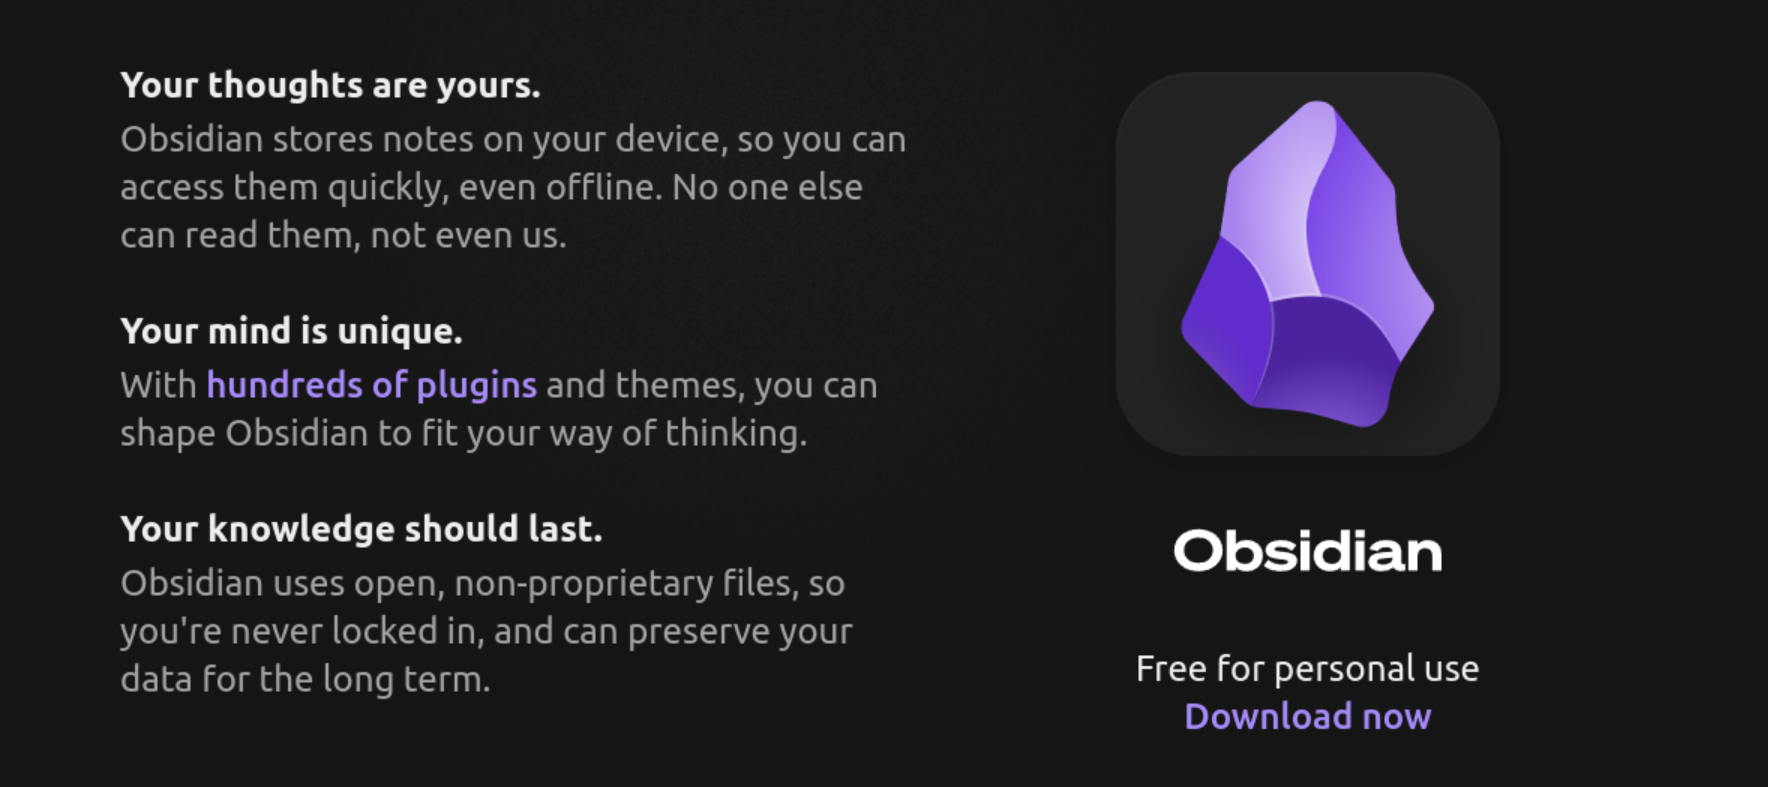 Your thoughts are yours.
Obsidian stores notes on your device, so you can
access them quickly, even offline. No one else
can read them, not even us.
Your mind is unique.
With hundreds of plugins and themes, you can
shape Obsidian to fit your way of thinking.
Your knowledge should last.
Obsidian uses open, non-proprietary files, so
you're never locked in, and can preserve your
data for the long term.
Obsidian
Free for personal use
Download now